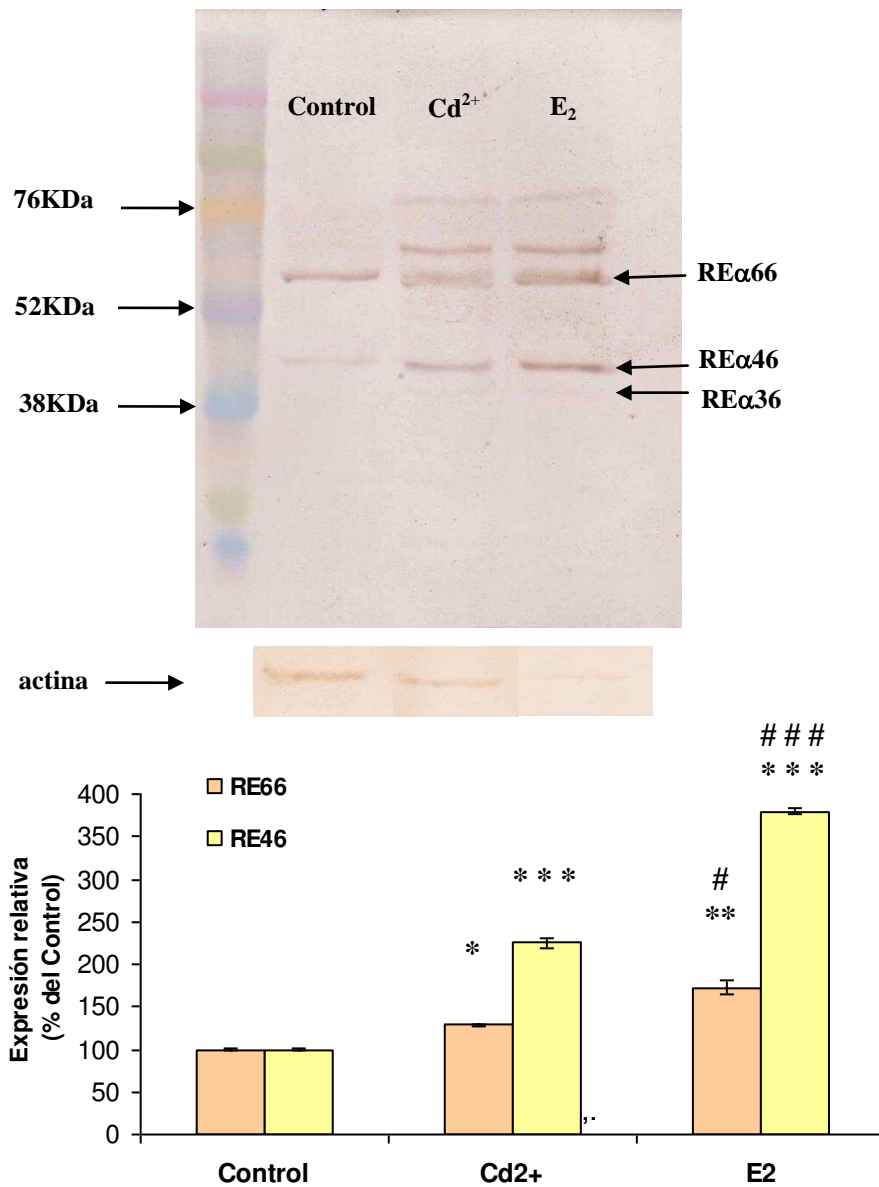 Control
Cd²⁺
E₂
76KDa
REα66
52KDa
REα46
38KDa
REα36
actina
# # #
* * *
400
RE66
350
RE46
300
#
* * *
250
**
*
200
150
100
50
0
Expresión relativa
(% del Control)
,.
Control
Cd2+
E2